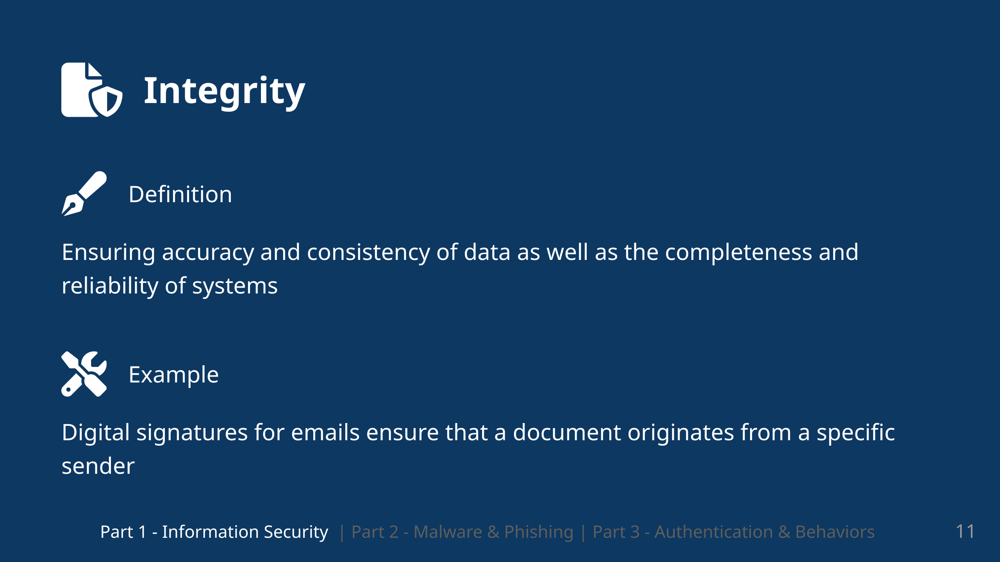 Integrity
Definition
Ensuring accuracy and consistency of data as well as the completeness and
reliability of systems
Example
Digital signatures for emails ensure that a document originates from a specific
sender
Part 1 - Information Security | Part 2 - Malware & Phishing | Part 3 - Authentication & Behaviors 11